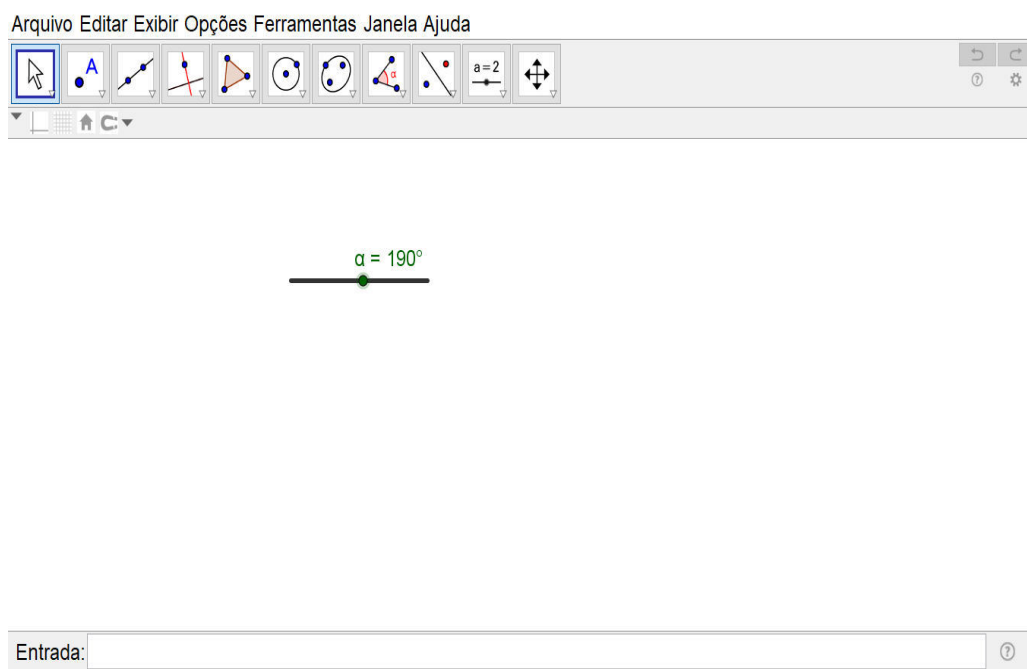 Arquivo Editar Exibir Opções Ferramentas Janela Ajuda
A
α
a=2
α = 190°
Entrada: